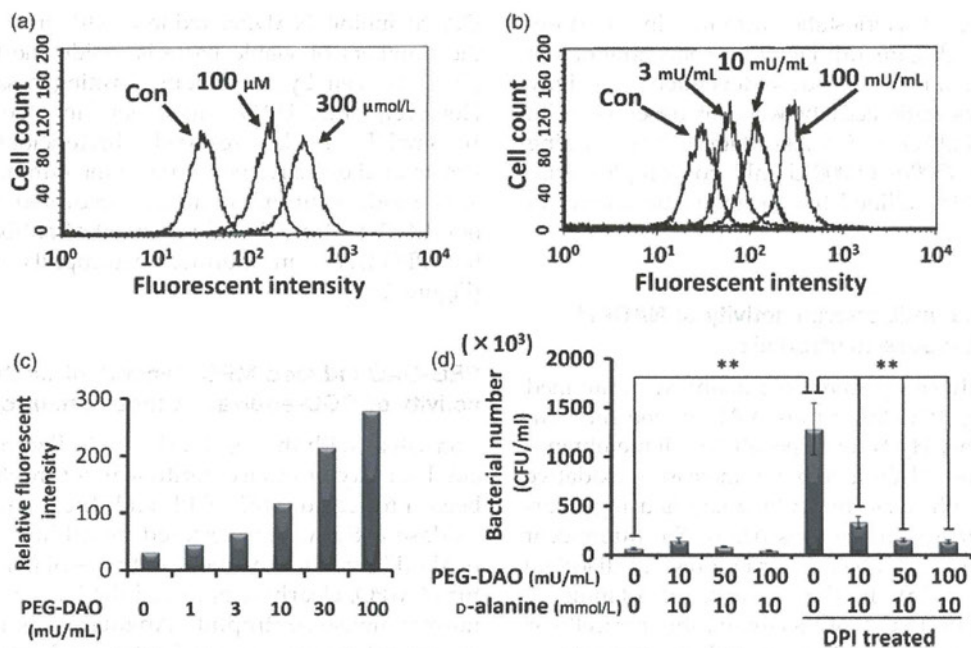 (a)
Cell count
200
160
120
80
40
0
Con
100 μM
300 μmol/L
10⁰ 10¹ 10² 10³ 10⁴
Fluorescent intensity
(b)
Cell count
200
160
120
80
40
0
Con
3 mU/mL
10 mU/mL
100 mU/mL
10⁰ 10¹ 10² 10³ 10⁴
Fluorescent intensity
(c)
Relative fluorescent
intensity
300
200
100
0
PEG-DAO 0 1 3 10 30 100
(mU/mL)
(d)
(× 10³)
Bacterial number
(CFU/ml)
2000
1500
1000
500
0
** **
PEG-DAO (mU/mL) 0 10 50 100 0 10 50 100
D-alanine (mmol/L) 0 10 10 10 0 10 10 10
DPI treated